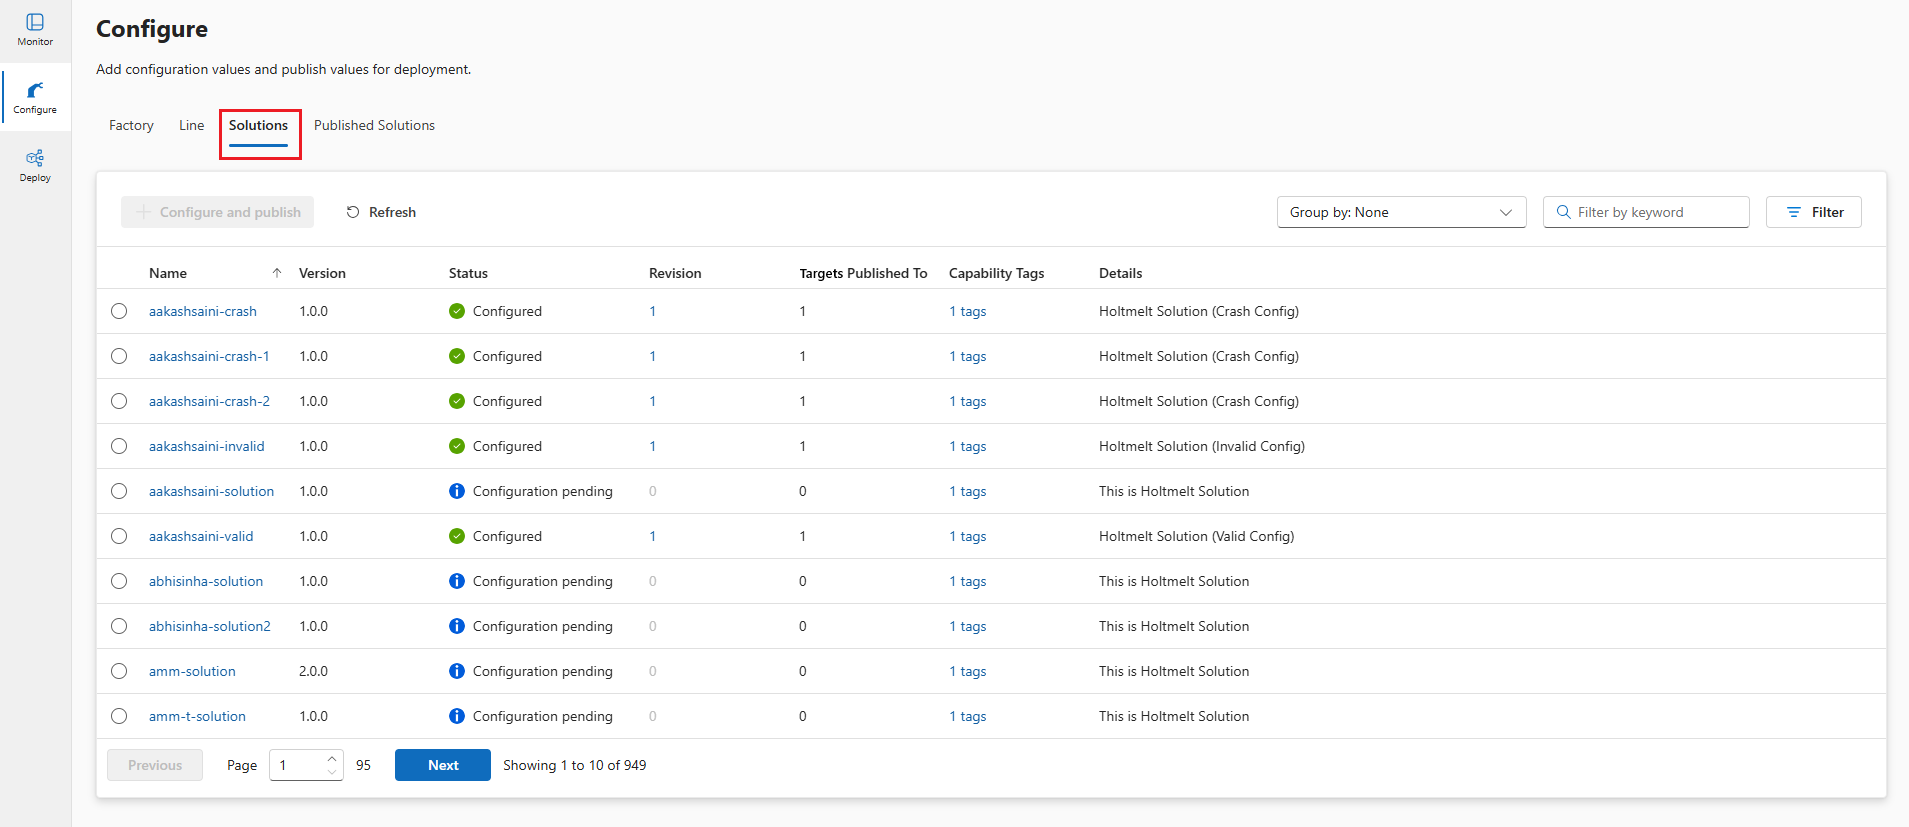 Monitor
Configure
Deploy
Configure
Add configuration values and publish values for deployment.
Factory Line Solutions Published Solutions
Configure and publish Refresh Group by: None Filter by keyword Filter
Name Version Status Revision Targets Published To Capability Tags Details
aakashsaini-crash 1.0.0 Configured 1 1 1 tags Holtmelt Solution (Crash Config)
aakashsaini-crash-1 1.0.0 Configured 1 1 1 tags Holtmelt Solution (Crash Config)
aakashsaini-crash-2 1.0.0 Configured 1 1 1 tags Holtmelt Solution (Crash Config)
aakashsaini-invalid 1.0.0 Configured 1 1 1 tags Holtmelt Solution (Invalid Config)
aakashsaini-solution 1.0.0 Configuration pending 0 0 1 tags This is Holtmelt Solution
aakashsaini-valid 1.0.0 Configured 1 1 1 tags Holtmelt Solution (Valid Config)
abhisinha-solution 1.0.0 Configuration pending 0 0 1 tags This is Holtmelt Solution
abhisinha-solution2 1.0.0 Configuration pending 0 0 1 tags This is Holtmelt Solution
amm-solution 2.0.0 Configuration pending 0 0 1 tags This is Holtmelt Solution
amm-t-solution 1.0.0 Configuration pending 0 0 1 tags This is Holtmelt Solution
Previous Page 1 95 Next Showing 1 to 10 of 949